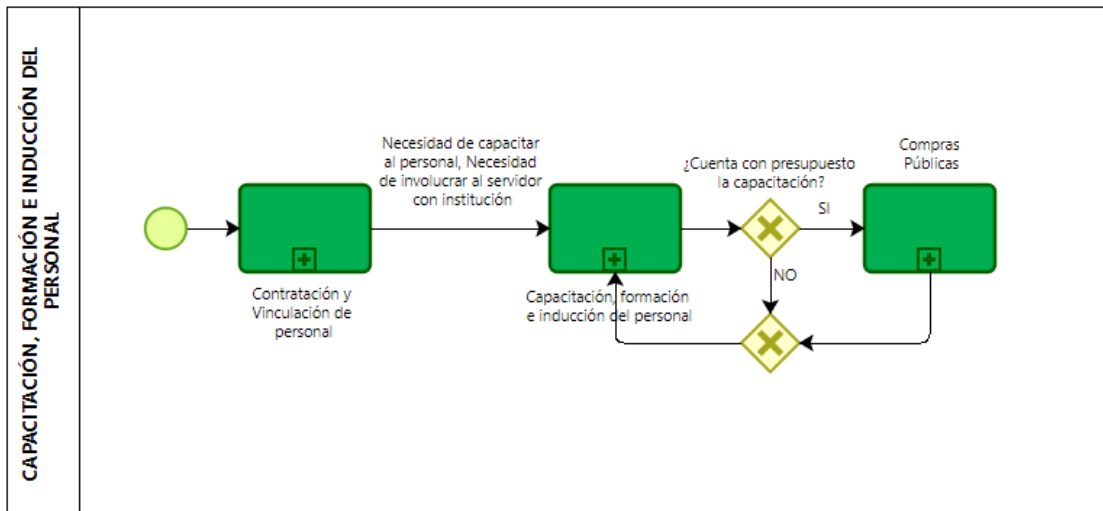 CAPACITACIÓN, FORMACIÓN E INDUCCIÓN DEL
PERSONAL
Necesidad de capacitar
al personal, Necesidad
de involucrar al servidor
con institución
¿Cuenta con presupuesto
la capacitación?
Compras
Públicas
SI
NO
Contratación y
Vinculación de
personal
Capacitación, formación
e inducción del personal